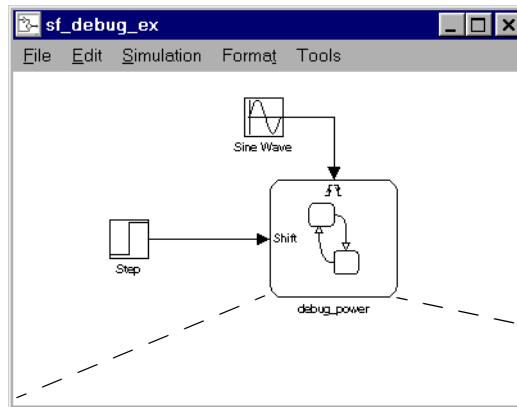 sf_debug_ex
File Edit Simulation Format Tools
Sine Wave
Shift
Step
debug_power